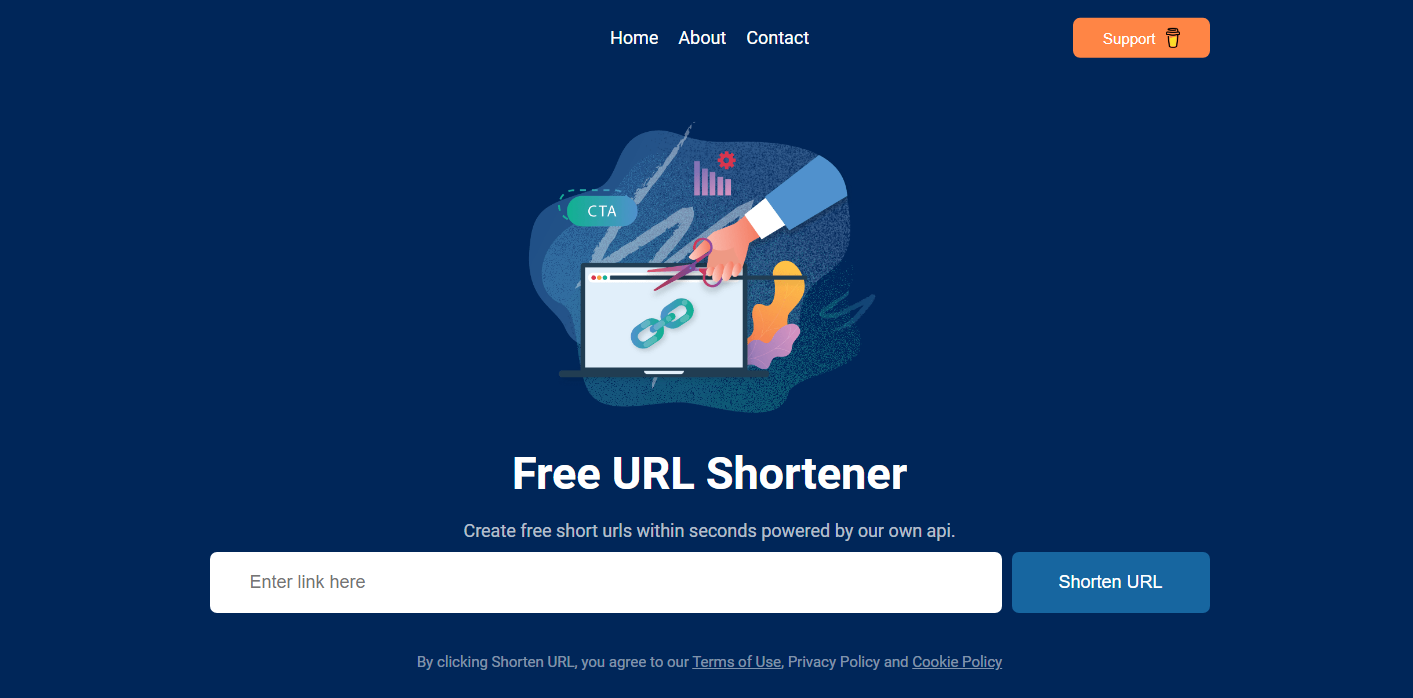 Home About Contact
Support
CTA
Free URL Shortener
Create free short urls within seconds powered by our own api.
Enter link here
Shorten URL
By clicking Shorten URL, you agree to our Terms of Use, Privacy Policy and Cookie Policy